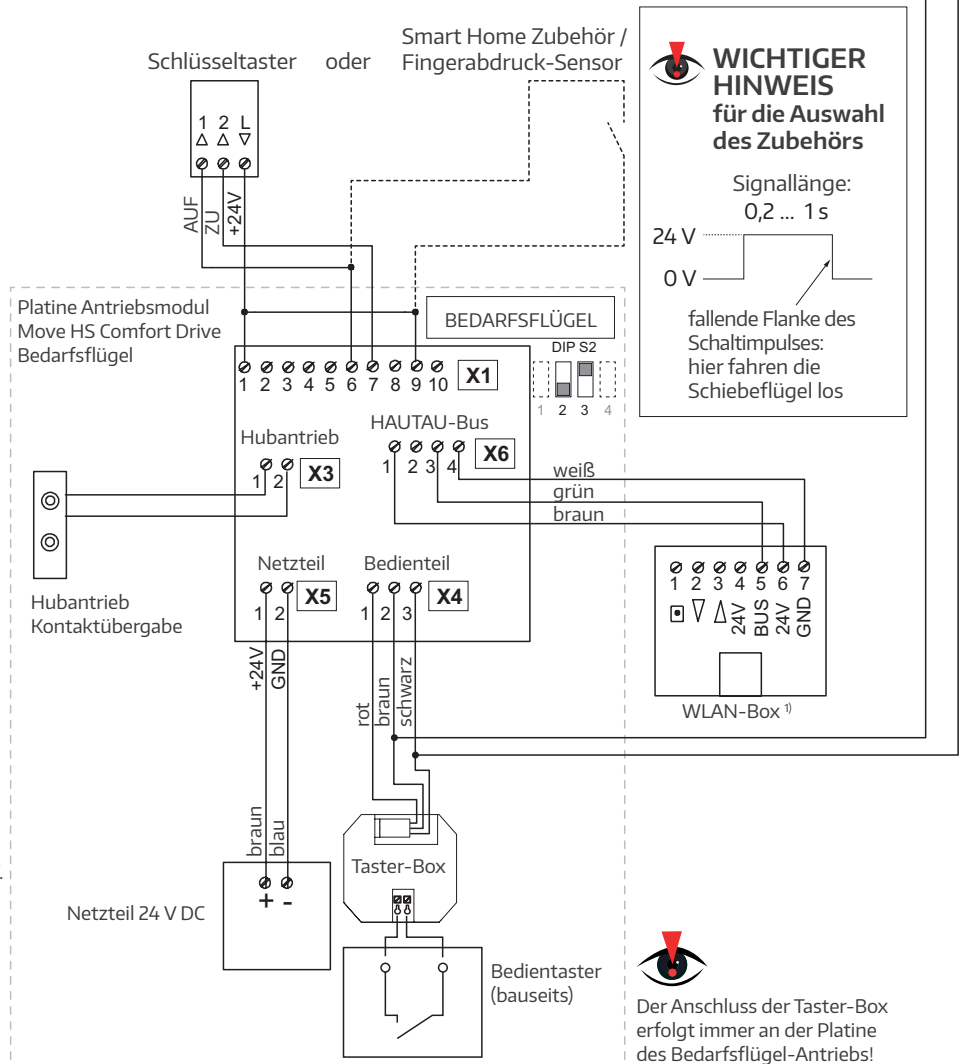 Schlüsseltaster oder
Smart Home Zubehör /
Fingerabdruck-Sensor
WICHTIGER
HINWEIS
für die Auswahl
des Zubehörs
Signallänge:
0,2 ... 1 s
24 V
0 V
fallende Flanke des
Schaltimpulses:
hier fahren die
Schiebeflügel los
1 2 L
AUF
ZU
+24V
Platine Antriebsmodul
Move HS Comfort Drive
Bedarfsflügel
BEDARFSFLÜGEL
DIP S2
1 2 3 4
1 2 3 4 5 6 7 8 9 10
X1
HAUTAU-Bus
1 2 3 4
X6
Hubantrieb
1 2
X3
weiß
grün
braun
Hubantrieb
Kontaktübergabe
Netzteil
1 2
X5
Bedienteil
1 2 3
X4
1 2 3 4 5 6 7
24V
BUS
24V
GND
WLAN-Box 1)
+24V
GND
rot
braun
schwarz
braun
blau
Taster-Box
+ -
Netzteil 24 V DC
Bedientaster
(bauseits)
Der Anschluss der Taster-Box
erfolgt immer an der Platine
des Bedarfsflügel-Antriebs!